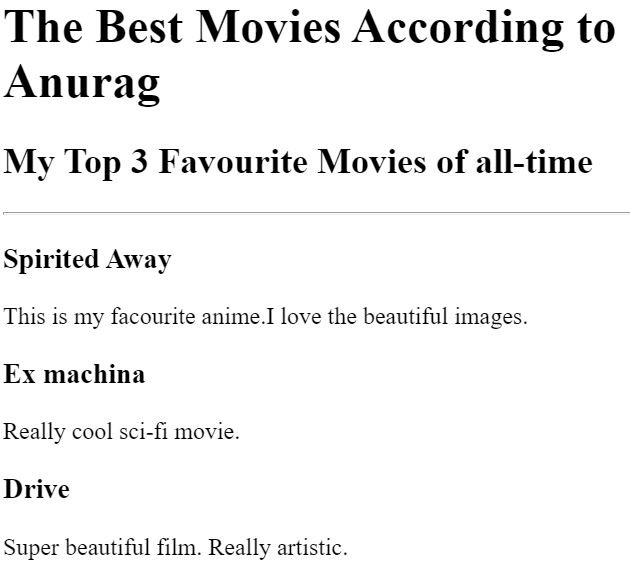 The Best Movies According to
Anurag
My Top 3 Favourite Movies of all-time
Spirited Away
This is my facourite anime.I love the beautiful images.
Ex machina
Really cool sci-fi movie.
Drive
Super beautiful film. Really artistic.